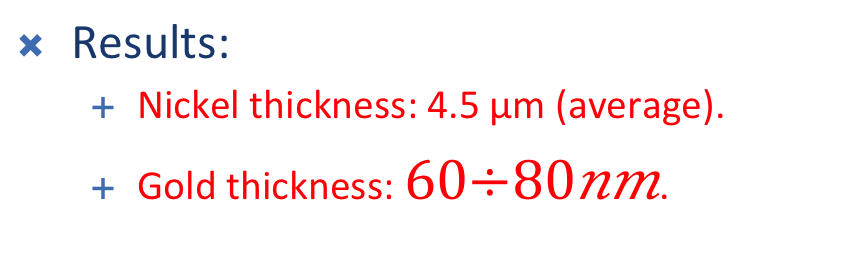 Results:
Nickel thickness: 4.5 µm (average).
Gold thickness: 60÷80nm.